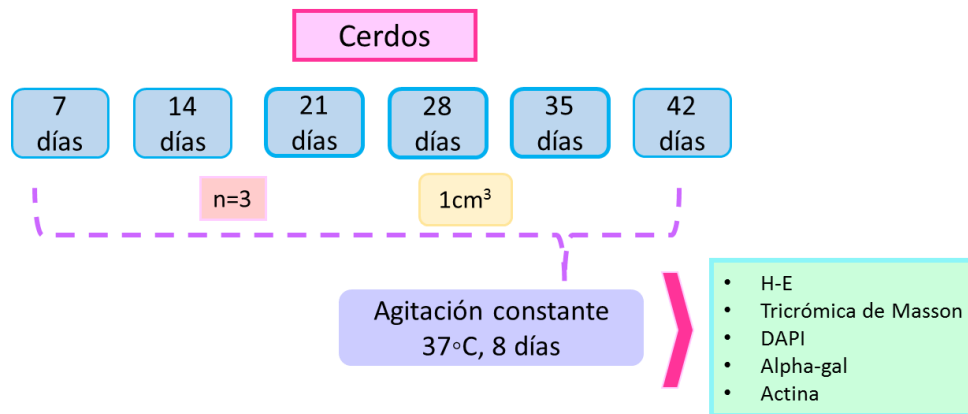 Cerdos
7
días
14
días
21
días
28
días
35
días
42
días
n=3
1cm³
Agitación constante
37◦C, 8 días
• H-E
• Tricrómica de Masson
• DAPI
• Alpha-gal
• Actina